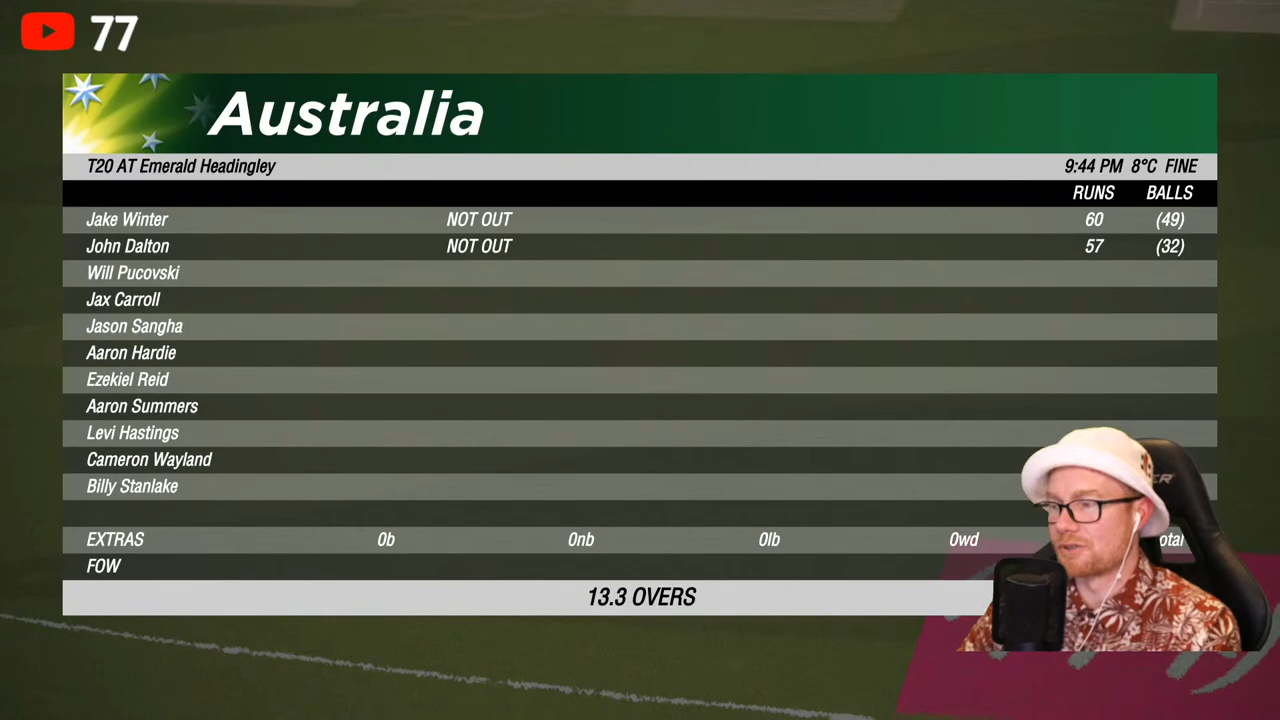 77
Australia
T20 AT Emerald Headingley 9:44 PM 8°C FINE
RUNS BALLS
Jake Winter NOT OUT 60 (49)
John Dalton NOT OUT 57 (32)
Will Pucovski
Jax Carroll
Jason Sangha
Aaron Hardie
Ezekiel Reid
Aaron Summers
Levi Hastings
Cameron Wayland
Billy Stanlake
EXTRAS 0b 0nb 0lb 0wd otal
FOW
13.3 OVERS